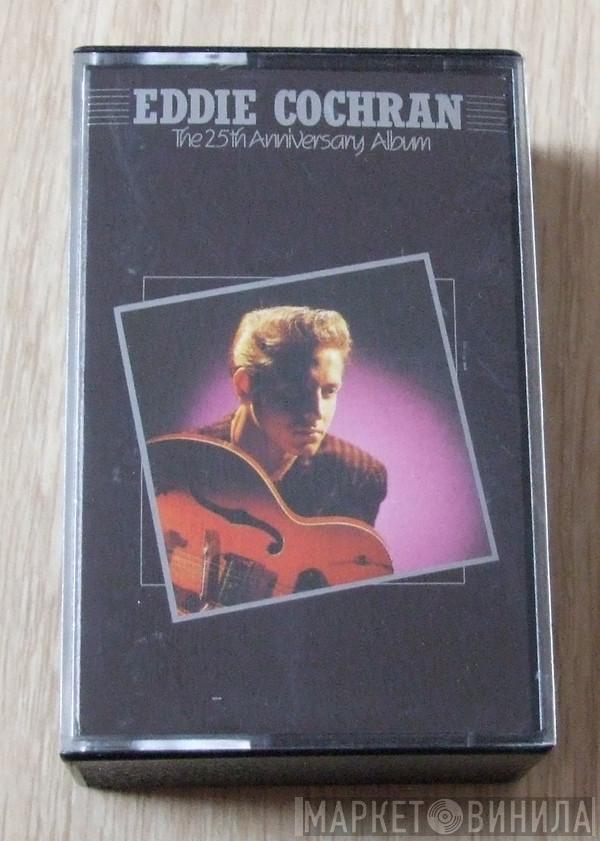 EDDIE COCHRAN
The 25th Anniversary Album
МАРКЕТ ВИНИЛА